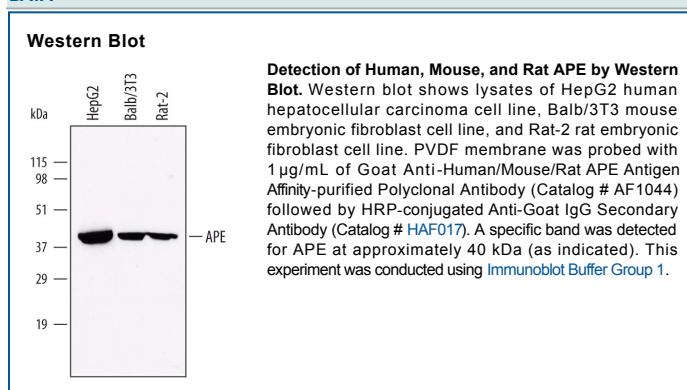 Western Blot
HepG2
Balb/3T3
Rat-2
kDa
115
98
51
37
29
19
APE
Detection of Human, Mouse, and Rat APE by Western
Blot. Western blot shows lysates of HepG2 human
hepatocellular carcinoma cell line, Balb/3T3 mouse
embryonic fibroblast cell line, and Rat-2 rat embryonic
fibroblast cell line. PVDF membrane was probed with
1 µg/mL of Goat Anti-Human/Mouse/Rat APE Antigen
Affinity-purified Polyclonal Antibody (Catalog # AF1044)
followed by HRP-conjugated Anti-Goat IgG Secondary
Antibody (Catalog # HAF017). A specific band was detected
for APE at approximately 40 kDa (as indicated). This
experiment was conducted using Immunoblot Buffer Group 1.